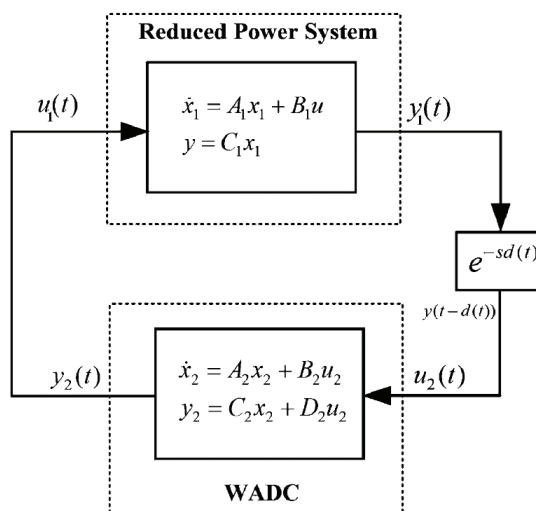 Reduced Power System
u₁(t)
ẋ₁ = A₁x₁ + B₁u
y = C₁x₁
y₁(t)
e^{-sd(t)}
y(t−d(t))
y₂(t)
ẋ₂ = A₂x₂ + B₂u₂
y₂ = C₂x₂ + D₂u₂
u₂(t)
WADC